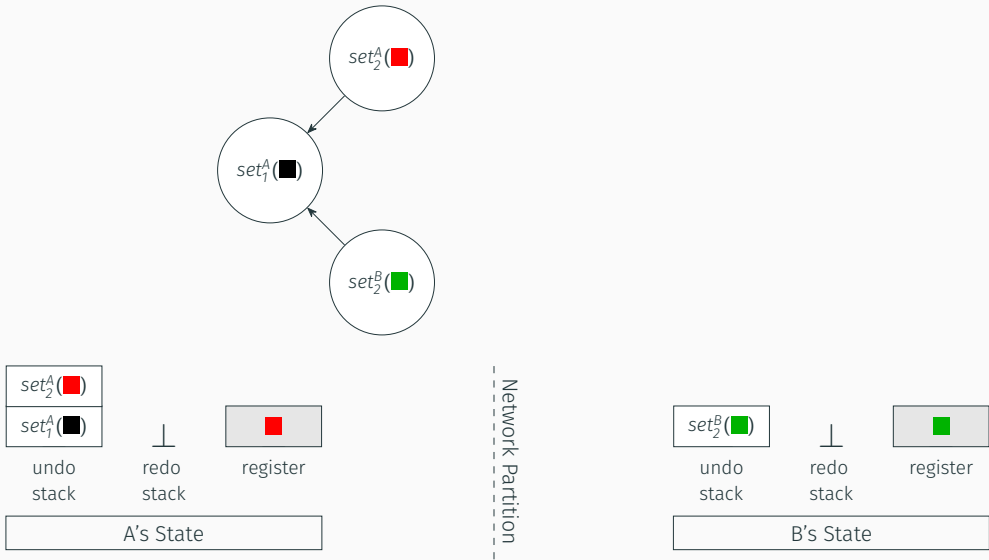 set₂ᴬ(■)
set₁ᴬ(■)
set₂ᴮ(■)
set₂ᴬ(■)
set₁ᴬ(■)
undo
stack
⊥
redo
stack
register
A's State
Network Partition
set₂ᴮ(■)
undo
stack
⊥
redo
stack
register
B's State